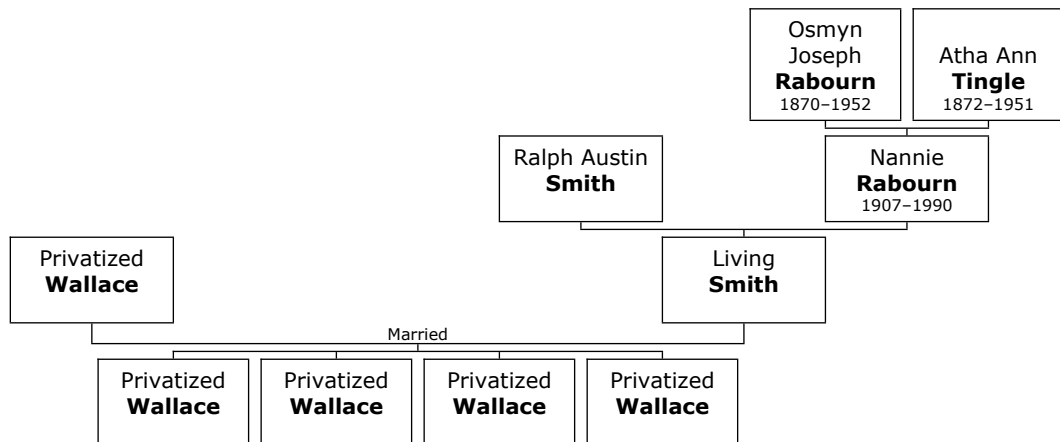 Osmyn
Joseph
Rabourn
1870–1952
Atha Ann
Tingle
1872–1951
Ralph Austin
Smith
Nannie
Rabourn
1907–1990
Privatized
Wallace
Living
Smith
Married
Privatized
Wallace
Privatized
Wallace
Privatized
Wallace
Privatized
Wallace